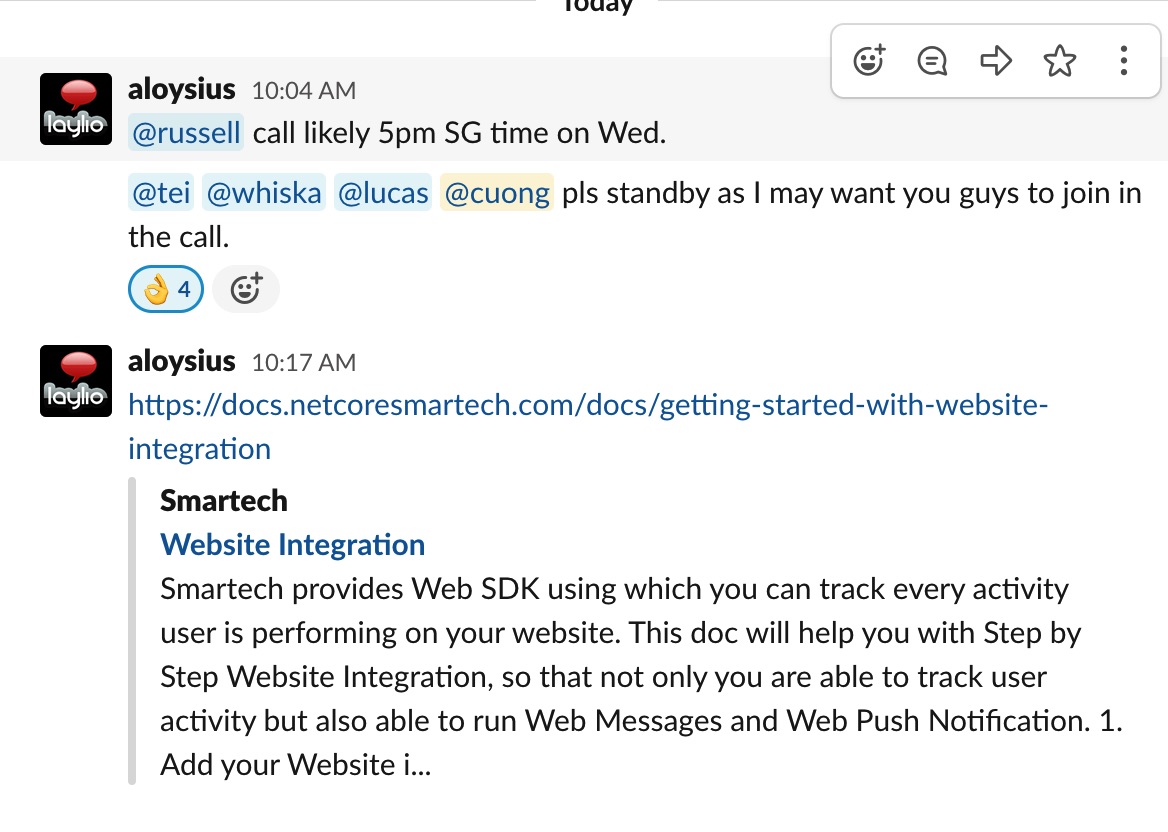 Today
aloysius 10:04 AM
@russell call likely 5pm SG time on Wed.
@tei @whiska @lucas @cuong pls standby as I may want you guys to join in
the call.
4
laylio
aloysius 10:17 AM
laylio
https://docs.netcoresmartech.com/docs/getting-started-with-website-
integration
Smartech
Website Integration
Smartech provides Web SDK using which you can track every activity
user is performing on your website. This doc will help you with Step by
Step Website Integration, so that not only you are able to track user
activity but also able to run Web Messages and Web Push Notification. 1.
Add your Website i...